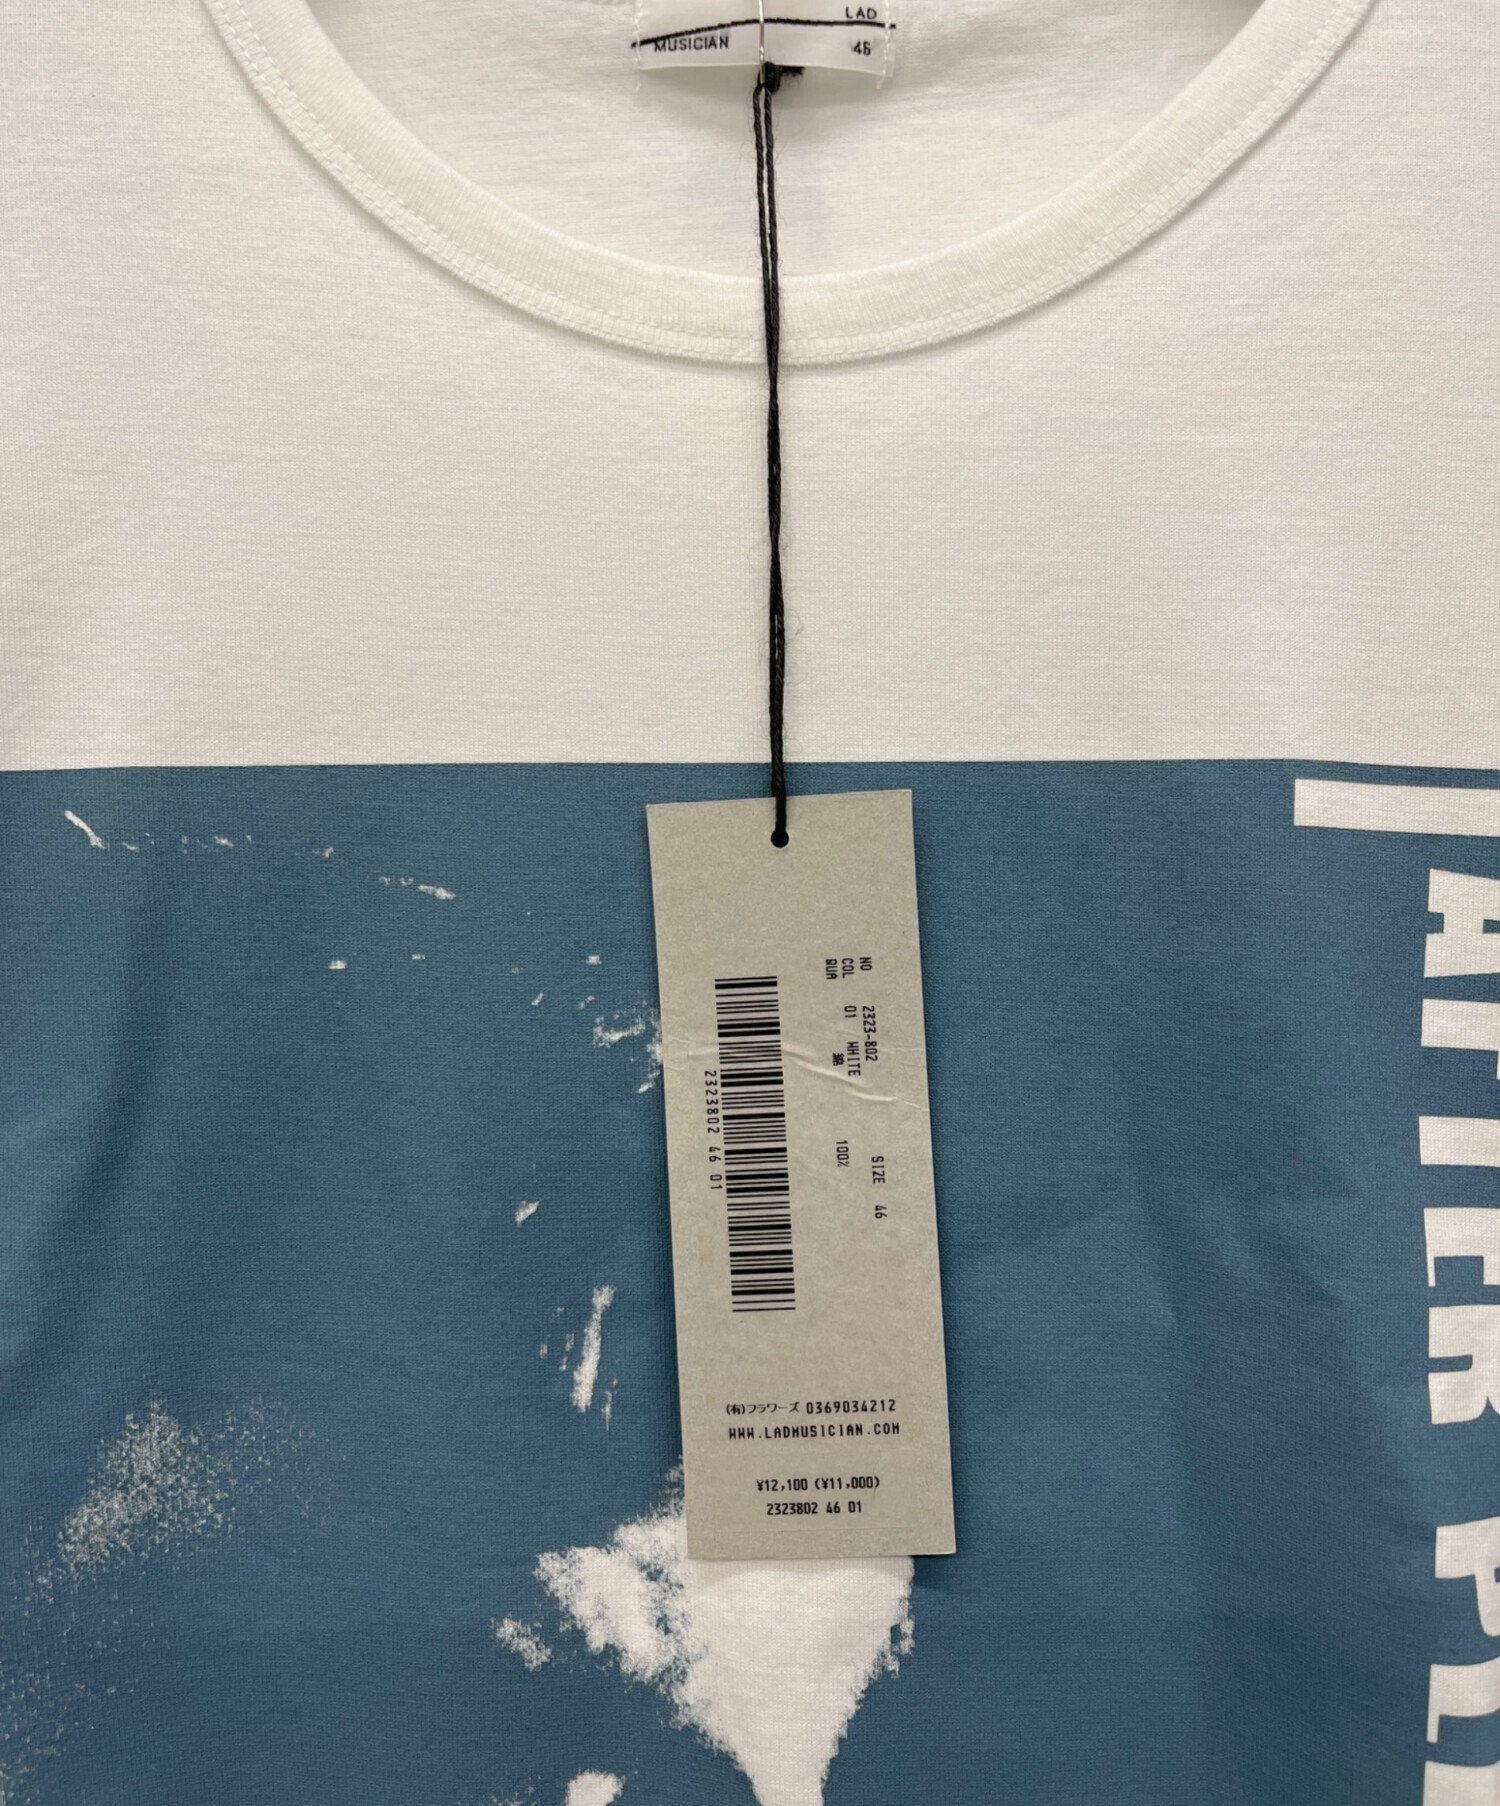 LAD
MUSICIAN 46
NO 2323-802 SIZE 46
COL 01 WHITE
QUA 綿 100%
2323802 46 01
(有)フラワーズ 0369034212
WWW.LADMUSICIAN.COM
¥12,100 (¥11,000)
2323802 46 01